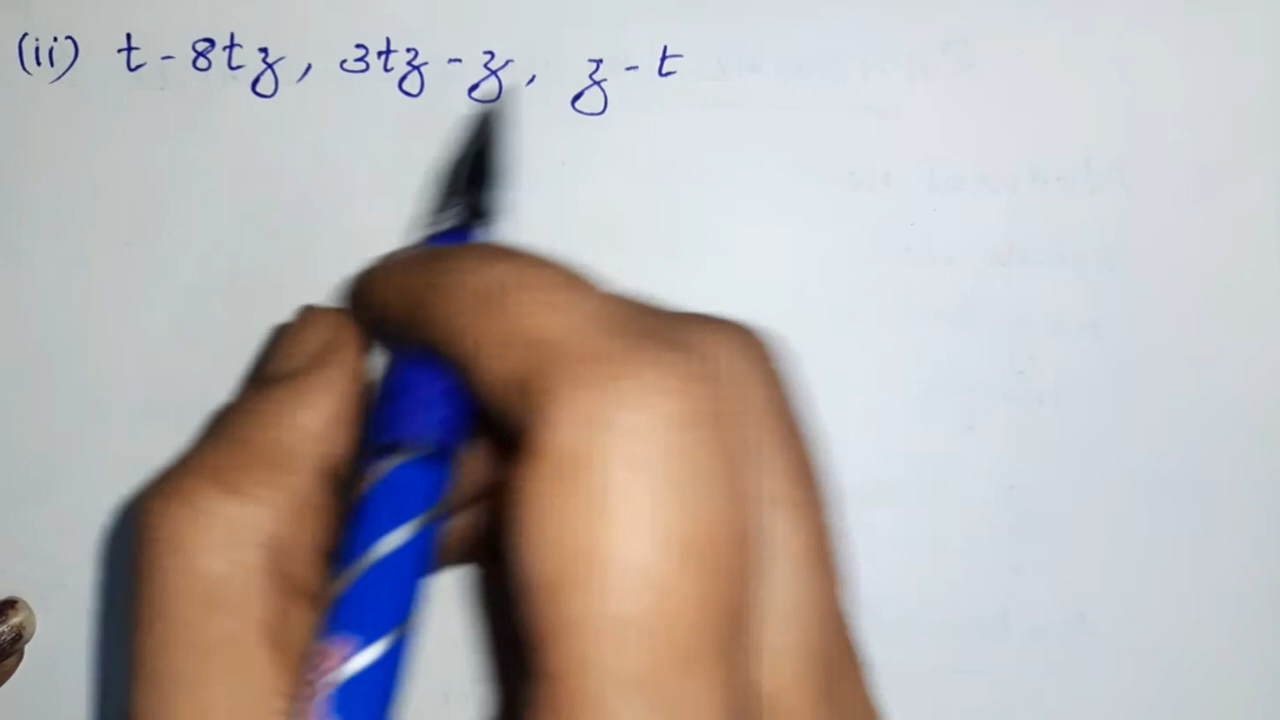 (ii) t - 8tz, 3tz - z, z - t